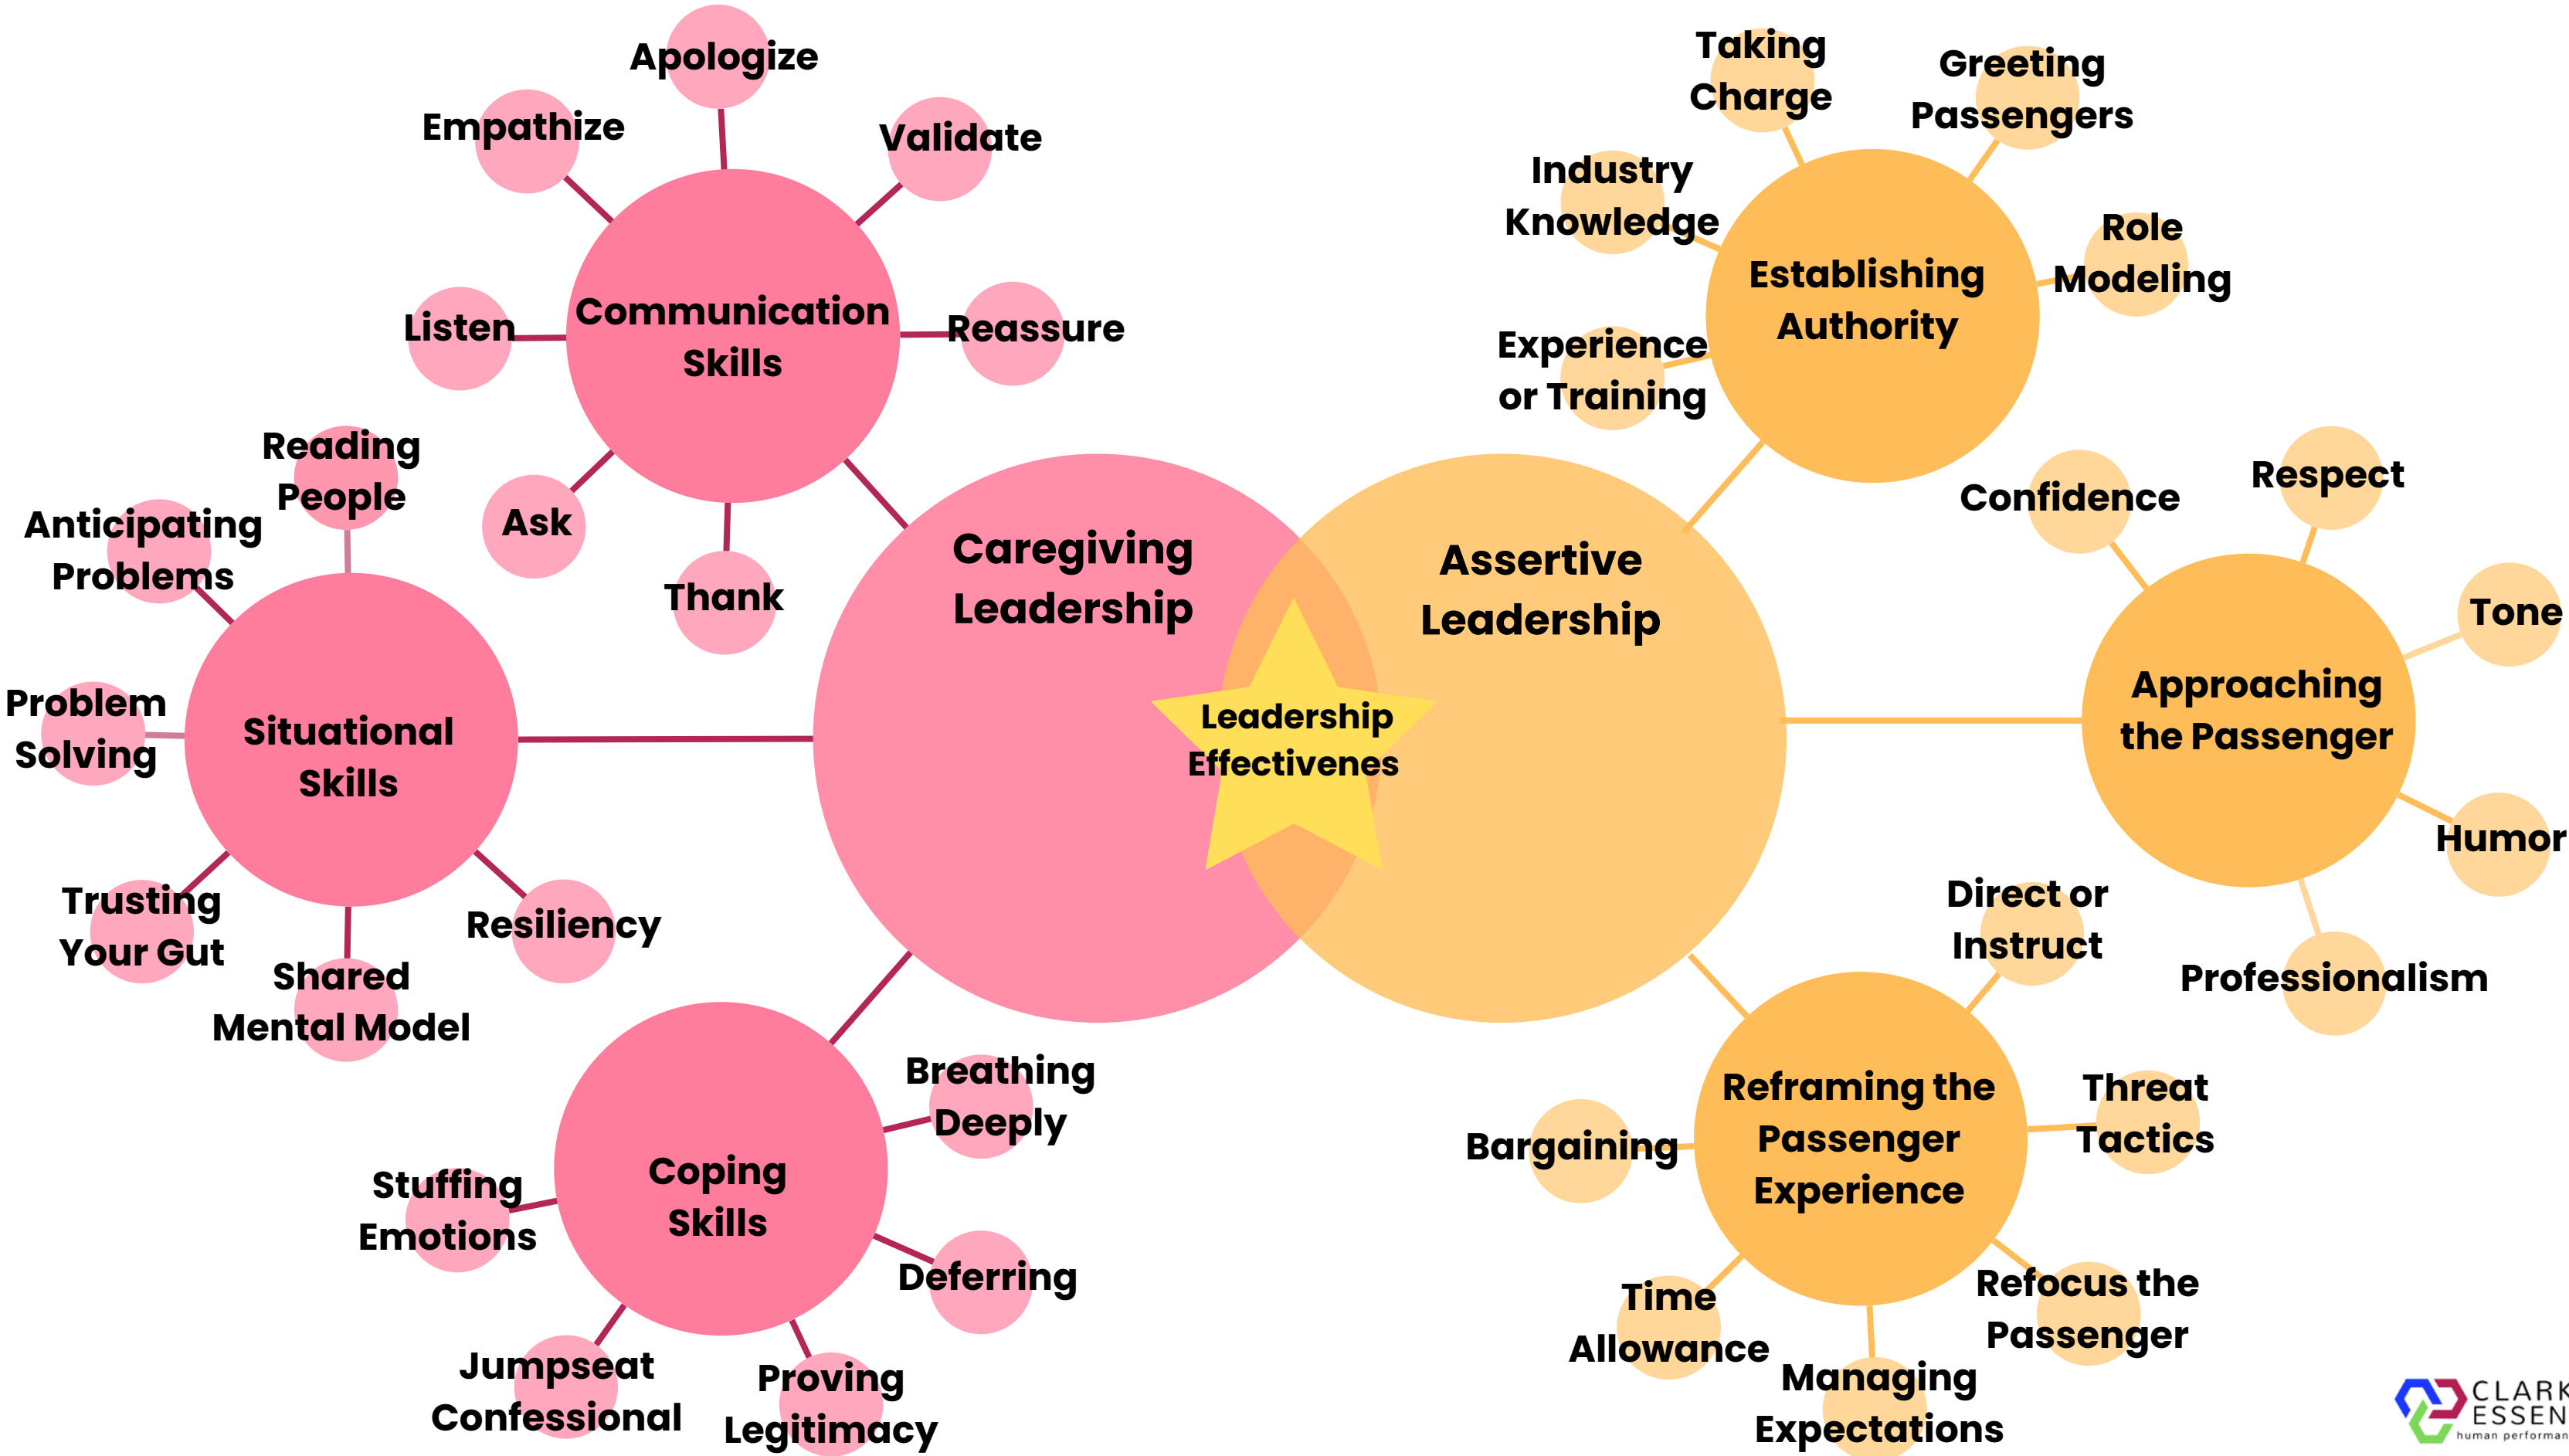 Apologize
Empathize
Validate
Listen
Communication
Skills
Reassure
Ask
Thank
Reading
People
Anticipating
Problems
Problem
Solving
Situational
Skills
Trusting
Your Gut
Shared
Mental Model
Resiliency
Caregiving
Leadership
Leadership
Effectivenes
Assertive
Leadership
Coping
Skills
Breathing
Deeply
Stuffing
Emotions
Deferring
Jumpseat
Confessional
Proving
Legitimacy
Taking
Charge
Greeting
Passengers
Industry
Knowledge
Role
Modeling
Establishing
Authority
Experience
or Training
Confidence
Respect
Tone
Approaching
the Passenger
Humor
Professionalism
Direct or
Instruct
Reframing the
Passenger
Experience
Threat
Tactics
Bargaining
Time
Allowance
Managing
Expectations
Refocus the
Passenger
CLARK
ESSEN
human performan